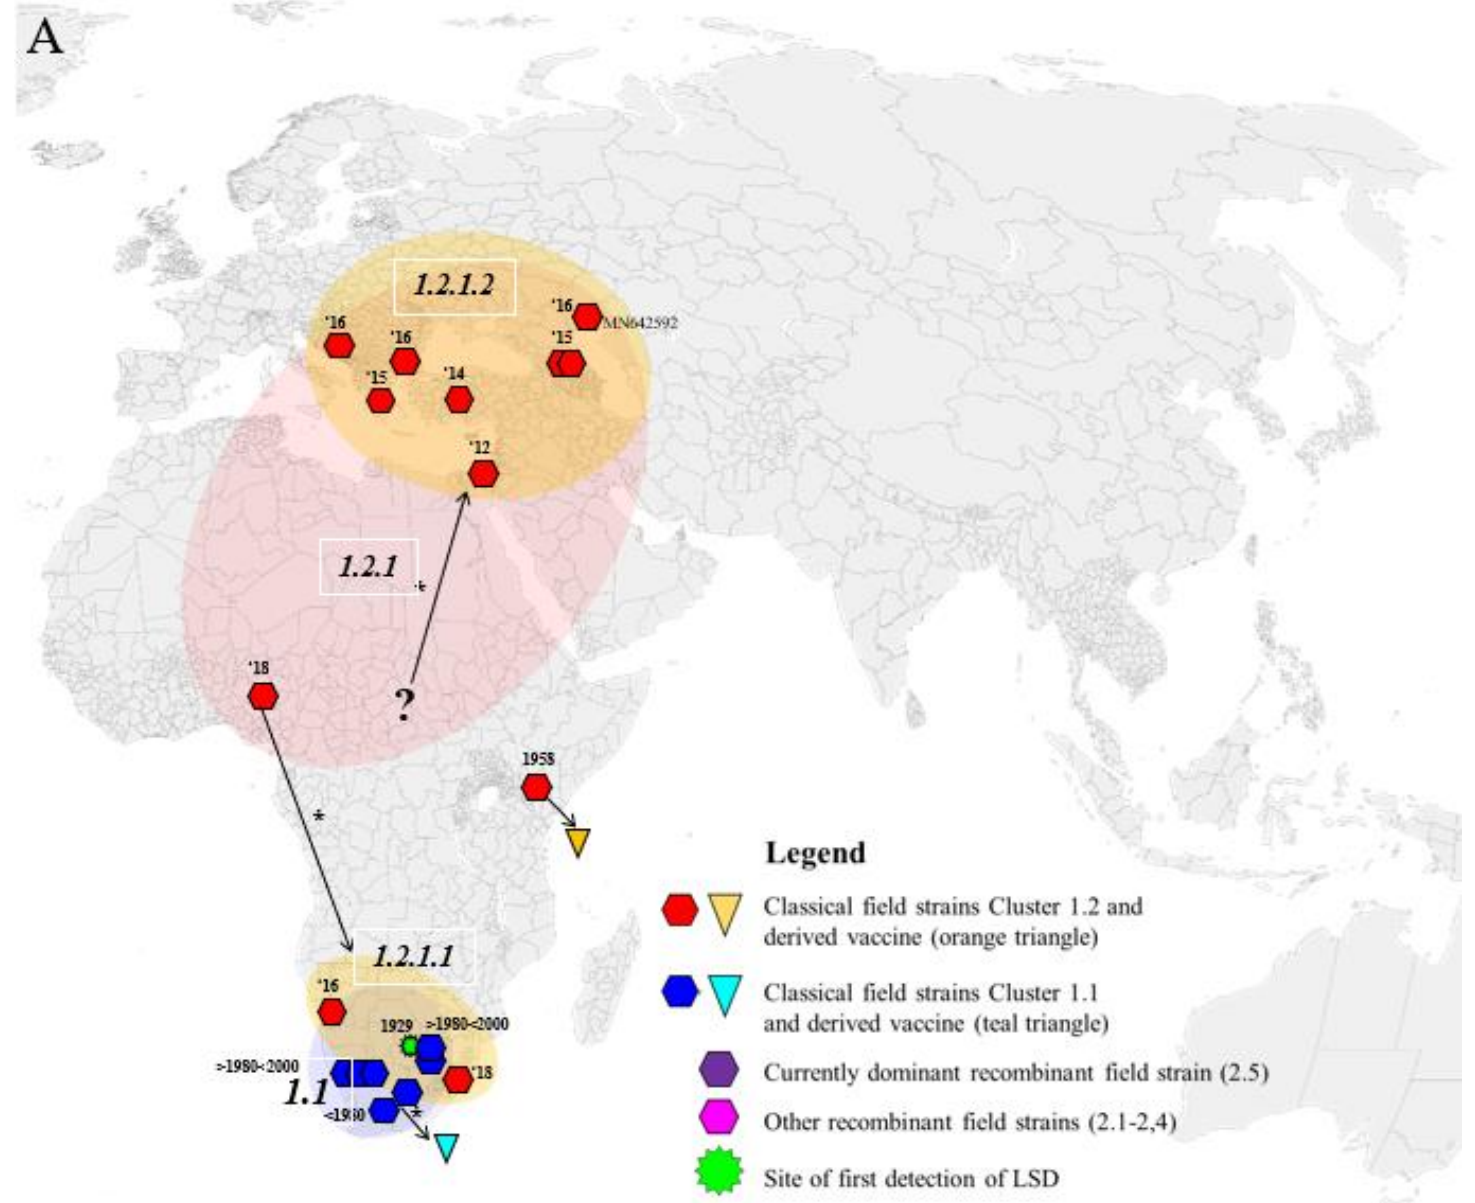 A
1.2.1.2
'16
MN642592
'16
'16
'15
'15
'14
'12
1.2.1
*
'18
?
1958
*
Legend
Classical field strains Cluster 1.2 and
derived vaccine (orange triangle)
1.2.1.1
'16
Classical field strains Cluster 1.1
and derived vaccine (teal triangle)
1929
>1980<2000
>1980<2000
'18
1.1
<1980
*
Currently dominant recombinant field strain (2.5)
Other recombinant field strains (2.1-2,4)
Site of first detection of LSD